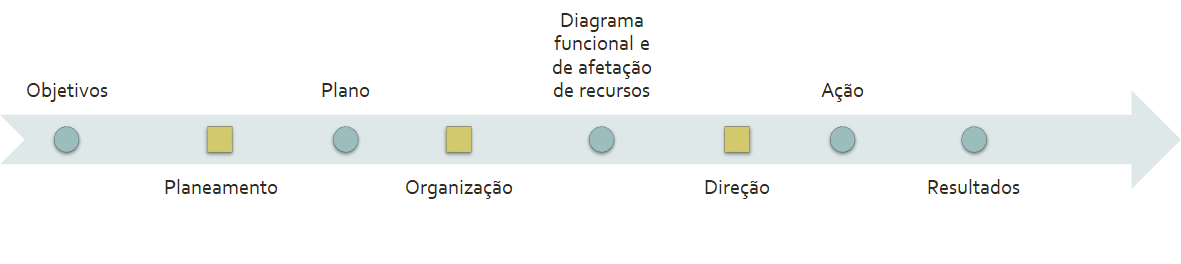 Diagrama
funcional e
de afetação
de recursos
Objetivos
Plano
Ação
Planeamento
Organização
Direção
Resultados